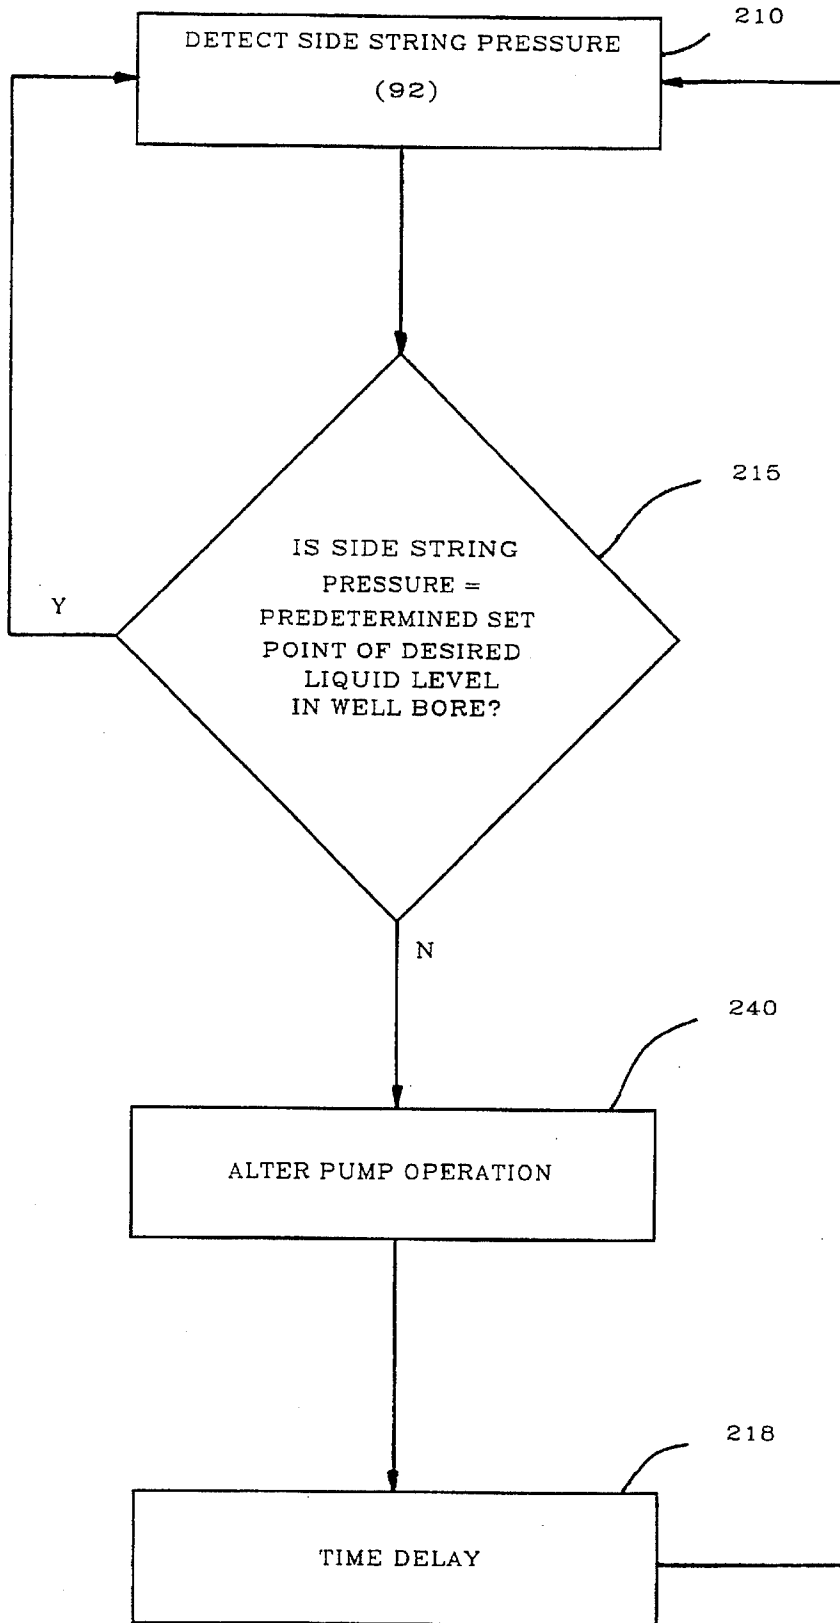 210
DETECT SIDE STRING PRESSURE
(92)
215
IS SIDE STRING
PRESSURE =
PREDETERMINED SET
POINT OF DESIRED
LIQUID LEVEL
IN WELL BORE?
Y
N
240
ALTER PUMP OPERATION
218
TIME DELAY